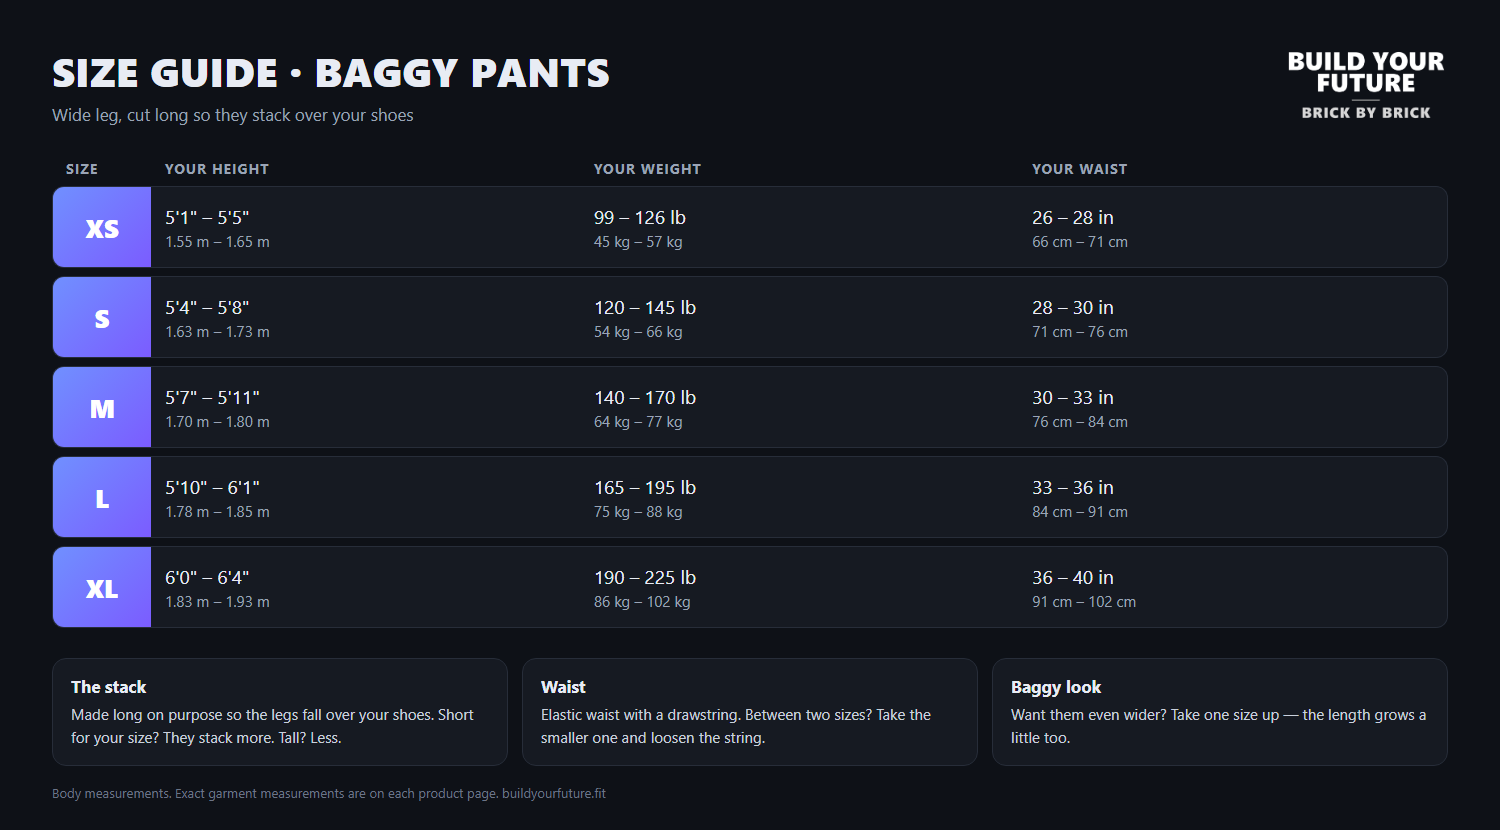 SIZE GUIDE · BAGGY PANTS
Wide leg, cut long so they stack over your shoes
BUILD YOUR
FUTURE
BRICK BY BRICK
SIZE YOUR HEIGHT YOUR WEIGHT YOUR WAIST
XS 5'1" – 5'5" 99 – 126 lb 26 – 28 in
1.55 m – 1.65 m 45 kg – 57 kg 66 cm – 71 cm
S 5'4" – 5'8" 120 – 145 lb 28 – 30 in
1.63 m – 1.73 m 54 kg – 66 kg 71 cm – 76 cm
M 5'7" – 5'11" 140 – 170 lb 30 – 33 in
1.70 m – 1.80 m 64 kg – 77 kg 76 cm – 84 cm
L 5'10" – 6'1" 165 – 195 lb 33 – 36 in
1.78 m – 1.85 m 75 kg – 88 kg 84 cm – 91 cm
XL 6'0" – 6'4" 190 – 225 lb 36 – 40 in
1.83 m – 1.93 m 86 kg – 102 kg 91 cm – 102 cm
The stack
Made long on purpose so the legs fall over your shoes. Short
for your size? They stack more. Tall? Less.
Waist
Elastic waist with a drawstring. Between two sizes? Take the
smaller one and loosen the string.
Baggy look
Want them even wider? Take one size up — the length grows a
little too.
Body measurements. Exact garment measurements are on each product page. buildyourfuture.fit